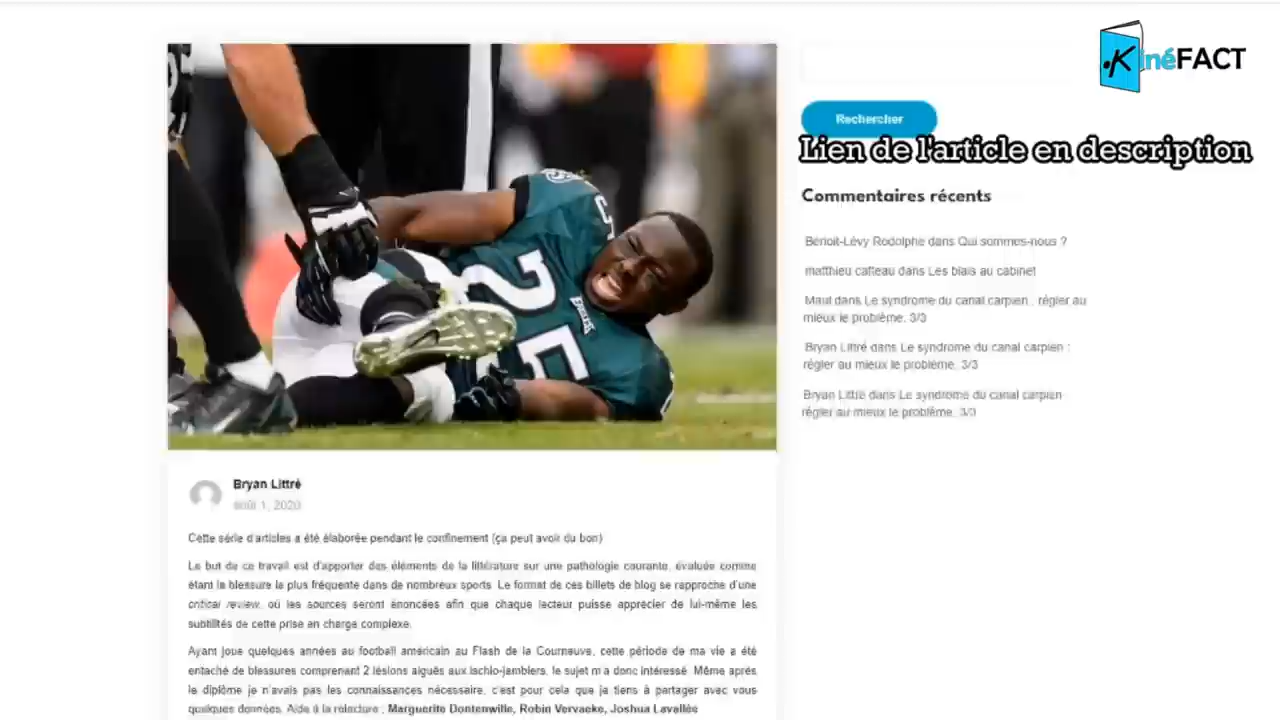 KinéFACT
Rechercher
Lien de l'article en description
Commentaires récents
Benoit-Lévy Rodolphe dans Qui sommes-nous ?
matthieu catteau dans Les biais au cabinet
Maul dans Le syndrome du canal carpien : régler au
mieux le problème. 3/3
Bryan Littré dans Le syndrome du canal carpien :
régler au mieux le problème. 3/3
Bryan Littré dans Le syndrome du canal carpien
régler au mieux le problème. 3/3
25
EAGLES
Bryan Littré
août 1, 2020
Cette série d'articles a été élaborée pendant le confinement (ça peut avoir du bon)
Le but de ce travail est d'apporter des éléments de la littérature sur une pathologie courante, évaluée comme
étant la blessure la plus fréquente dans de nombreux sports. Le format de ces billets de blog se rapproche d'une
critical review, où les sources seront énoncées afin que chaque lecteur puisse apprécier de lui-même les
subtilités de cette prise en charge complexe.
Ayant joué quelques années au football américain au Flash de la Courneuve, cette période de ma vie a été
entaché de blessures comprenant 2 lésions aiguës aux ischio-jambiers, le sujet m'a donc intéressé. Même après
le diplôme je n'avais pas les connaissances nécessaire, c'est pour cela que je tiens à partager avec vous
quelques données. Aide à la relecture : Marguerite Dontenwille, Robin Vervaeke, Joshua Lavallée